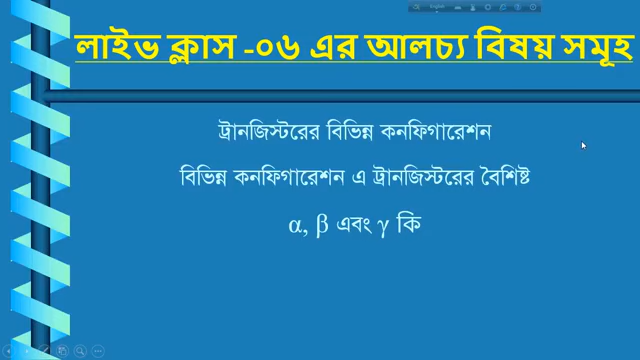 লাইভ ক্লাস -০৬ এর আলচ্য বিষয় সমূহ
ট্রানজিস্টরের বিভিন্ন কনফিগারেশন
বিভিন্ন কনফিগারেশন এ ট্রানজিস্টরের বৈশিষ্ট
α, β এবং γ কি